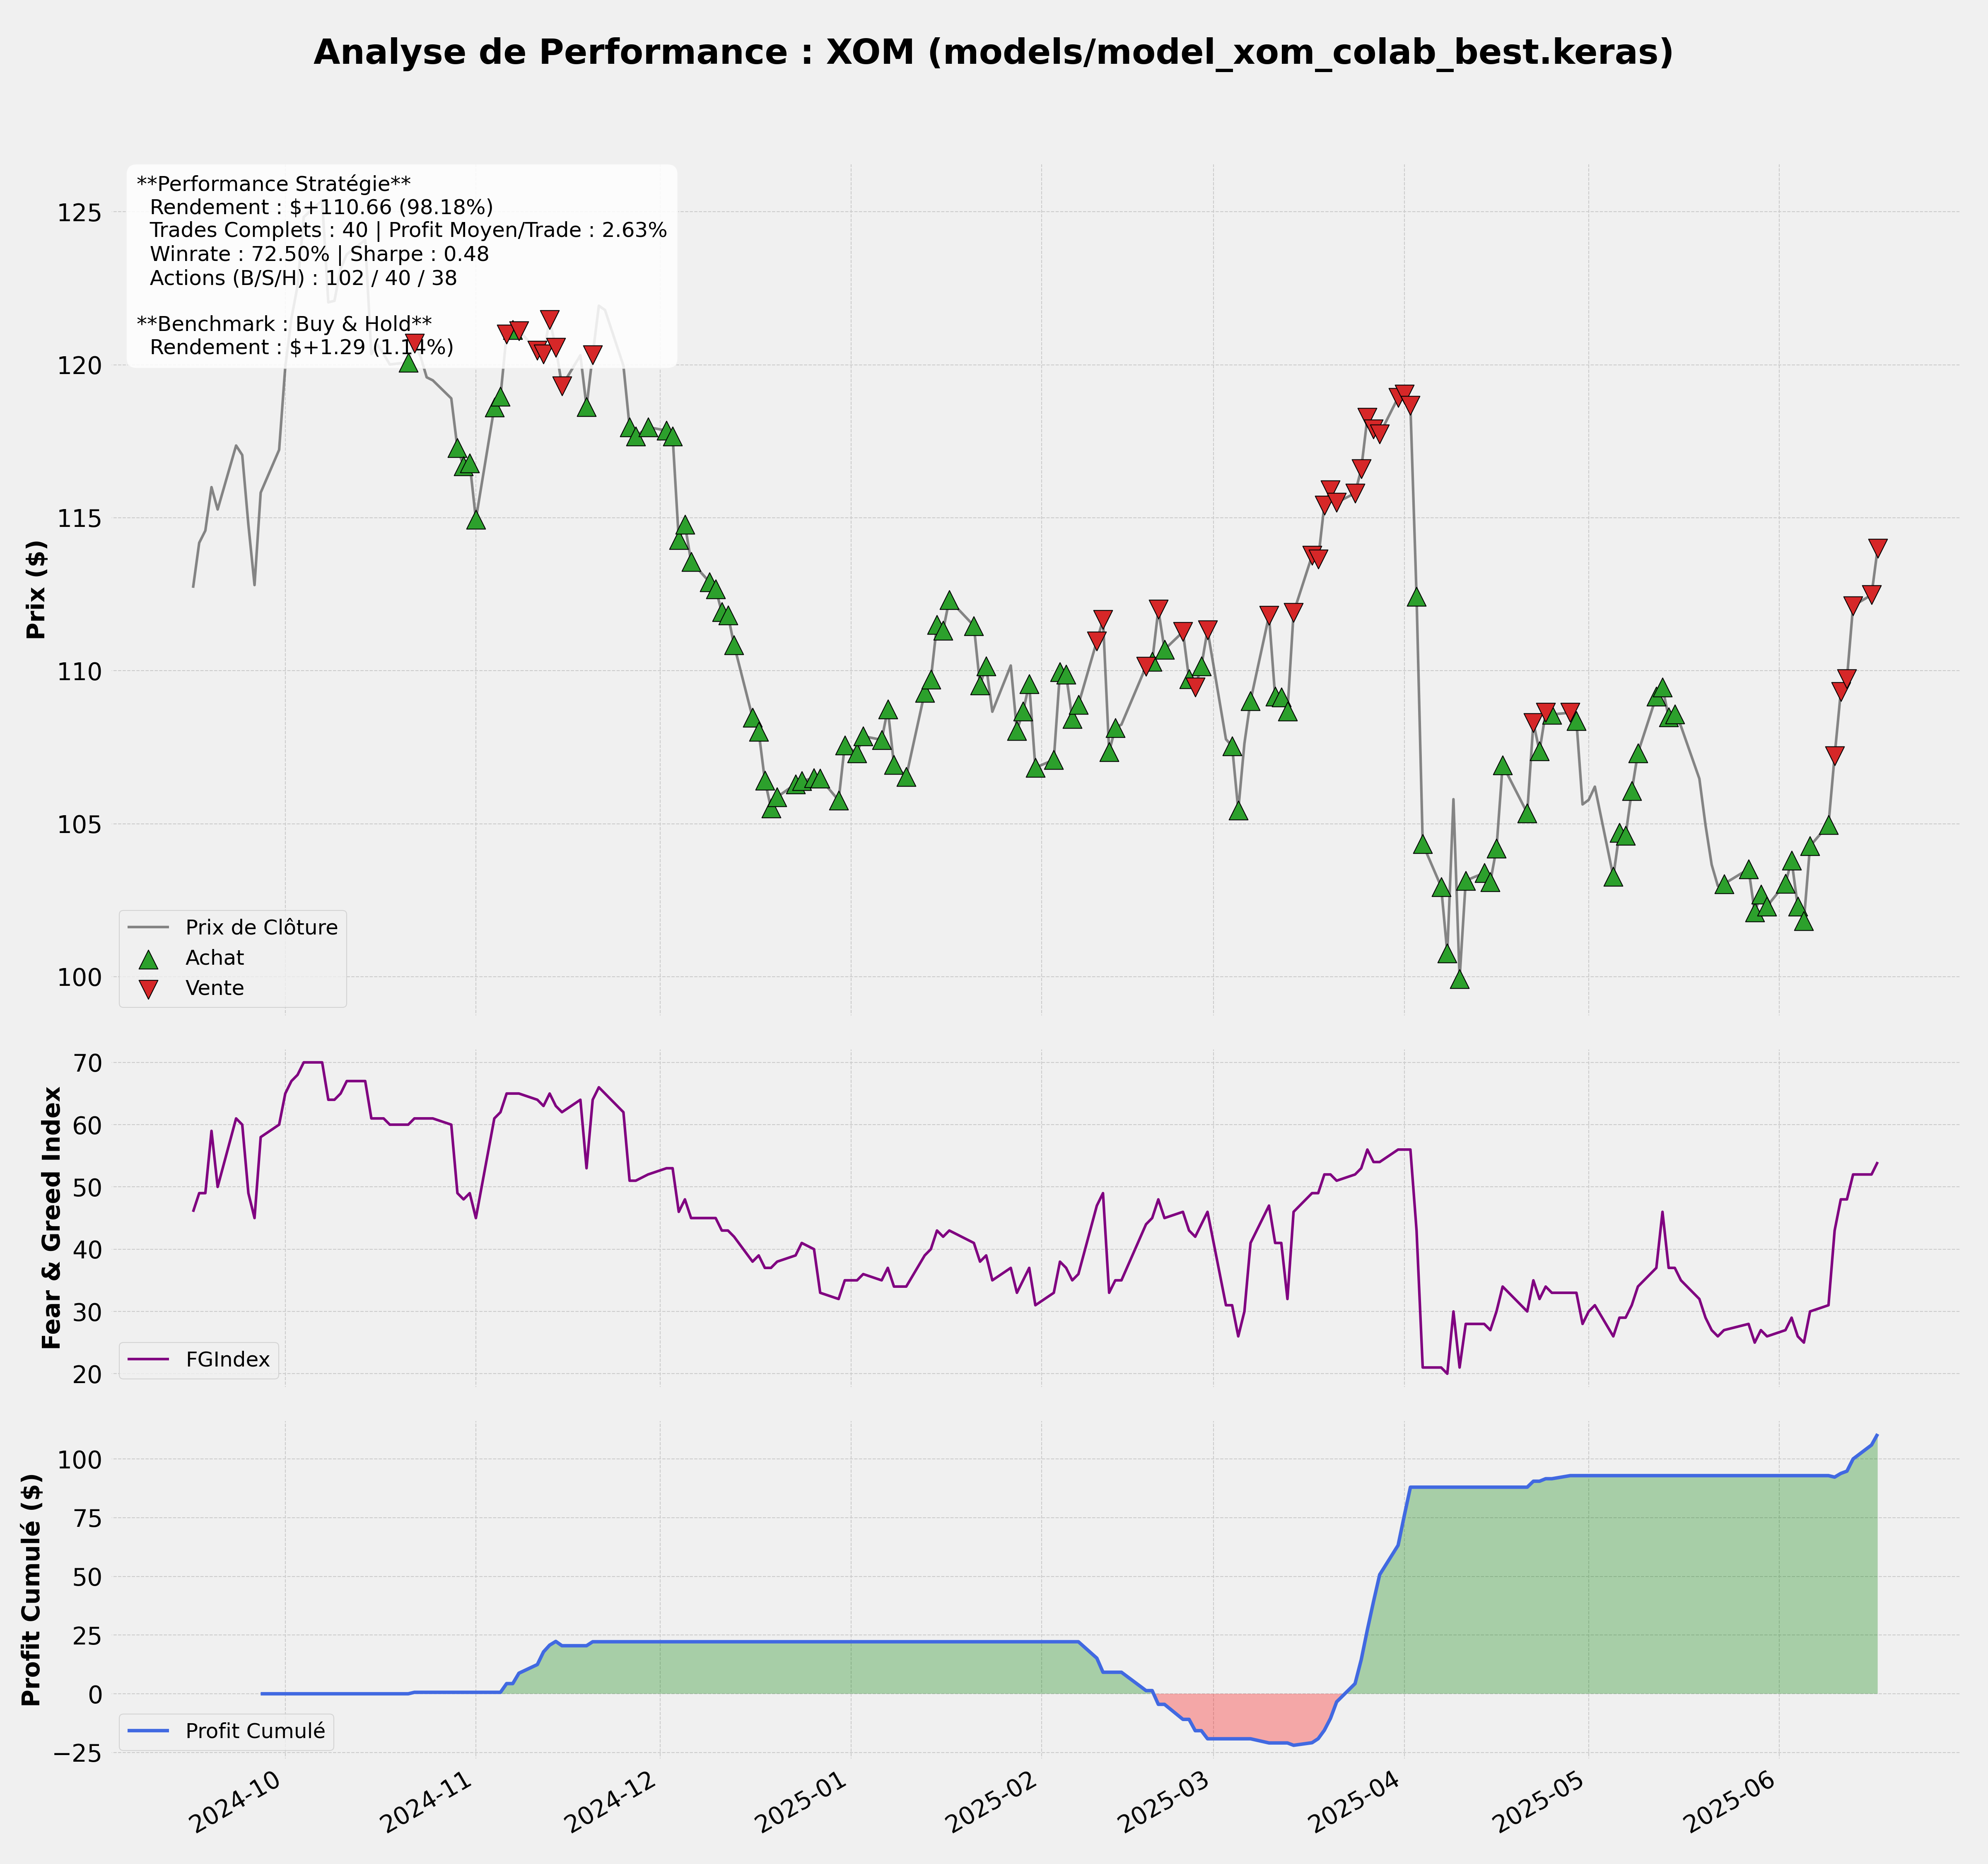 Analyse de Performance : XOM (models/model_xom_colab_best.keras)
**Performance Stratégie**
Rendement : $+110.66 (98.18%)
Trades Complets : 40 | Profit Moyen/Trade : 2.63%
Winrate : 72.50% | Sharpe : 0.48
Actions (B/S/H) : 102 / 40 / 38
**Benchmark : Buy & Hold**
Rendement : $+1.29 (1.14%)
Prix ($)
125
120
115
110
105
100
Prix de Clôture
Achat
Vente
Fear & Greed Index
70
60
50
40
30
20
FGIndex
Profit Cumulé ($)
100
75
50
25
0
−25
Profit Cumulé
2024-10
2024-11
2024-12
2025-01
2025-02
2025-03
2025-04
2025-05
2025-06